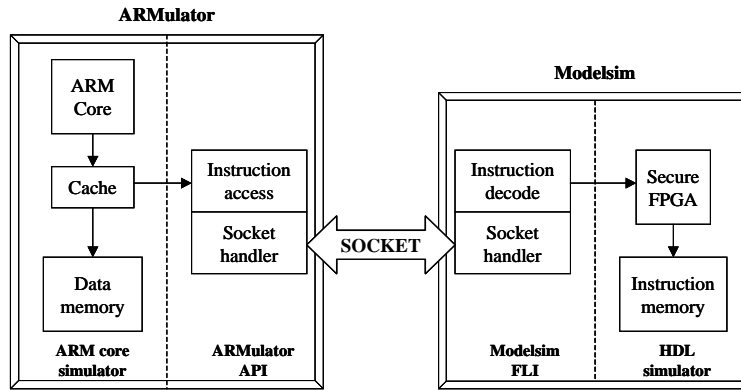 ARMulator
ARM
Core
Cache
Data
memory
ARM core
simulator
Instruction
access
Socket
handler
ARMulator
API
SOCKET
Modelsim
Instruction
decode
Socket
handler
Modelsim
FLI
Secure
FPGA
Instruction
memory
HDL
simulator